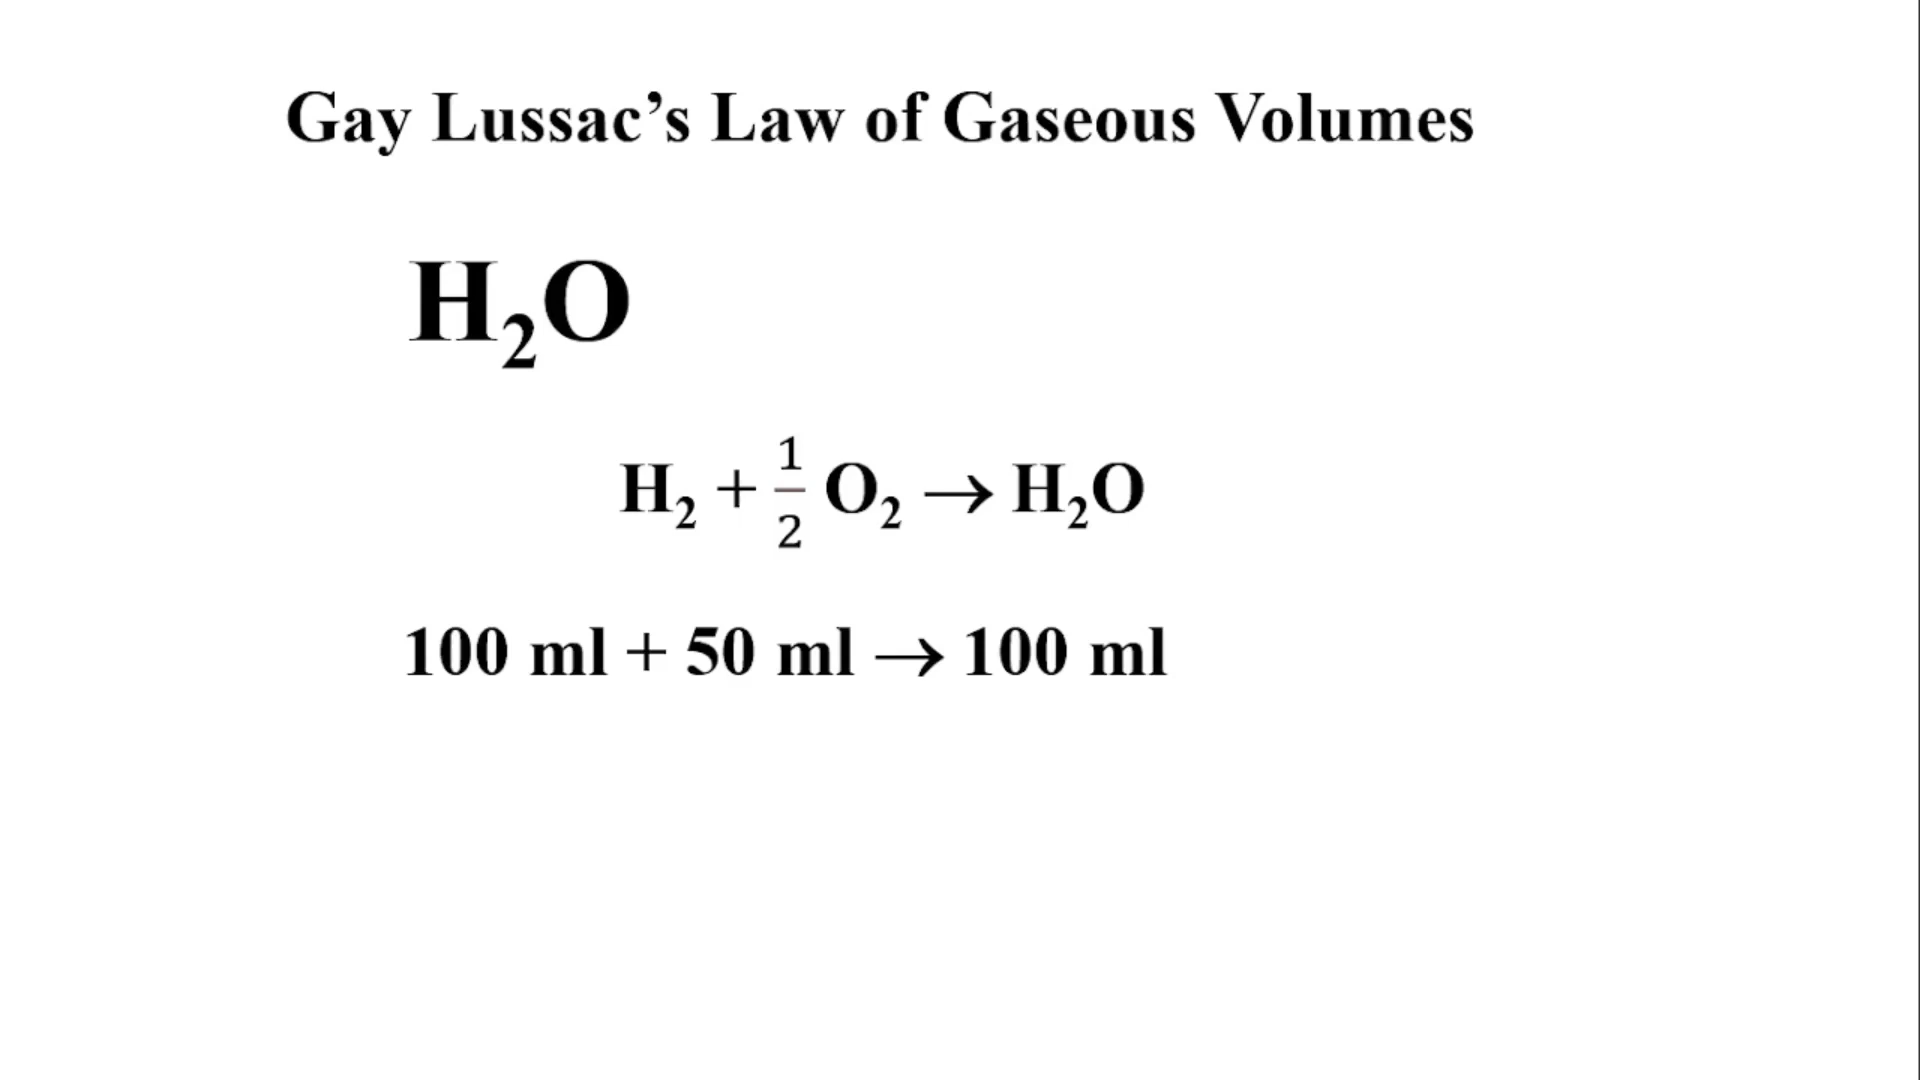 Gay Lussac’s Law of Gaseous Volumes
H₂O
H₂ + 1/2 O₂ → H₂O
100 ml + 50 ml → 100 ml